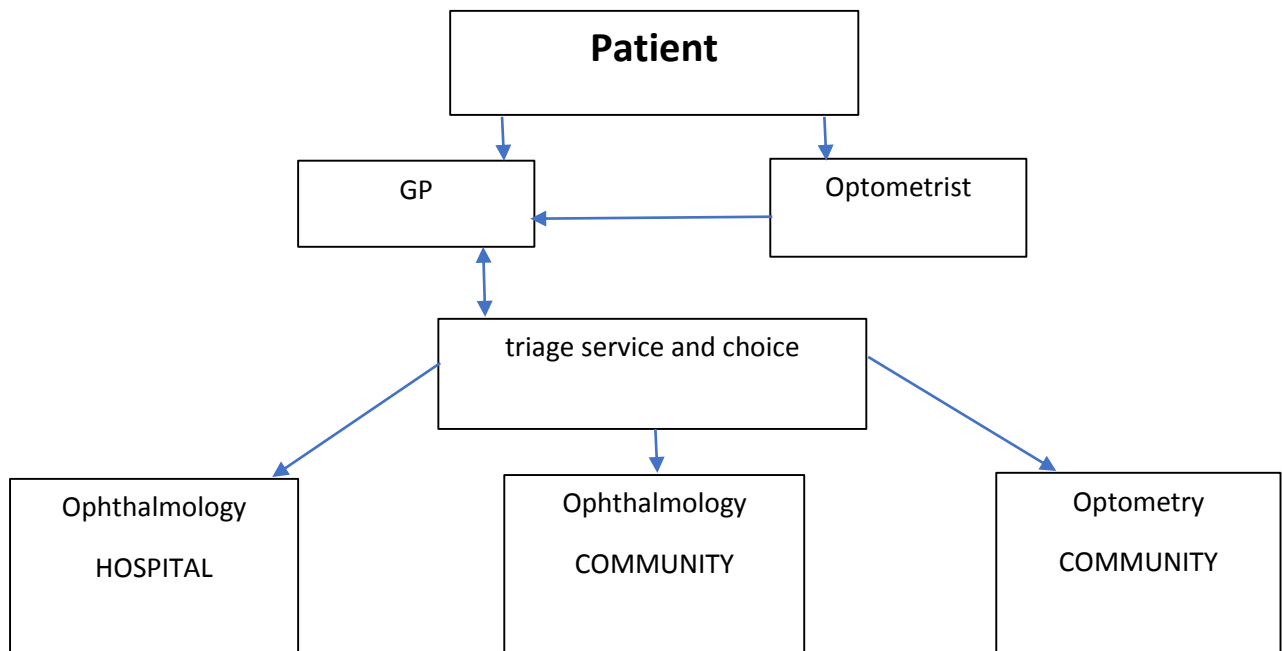 Patient
GP
Optometrist
triage service and choice
Ophthalmology
HOSPITAL
Ophthalmology
COMMUNITY
Optometry
COMMUNITY